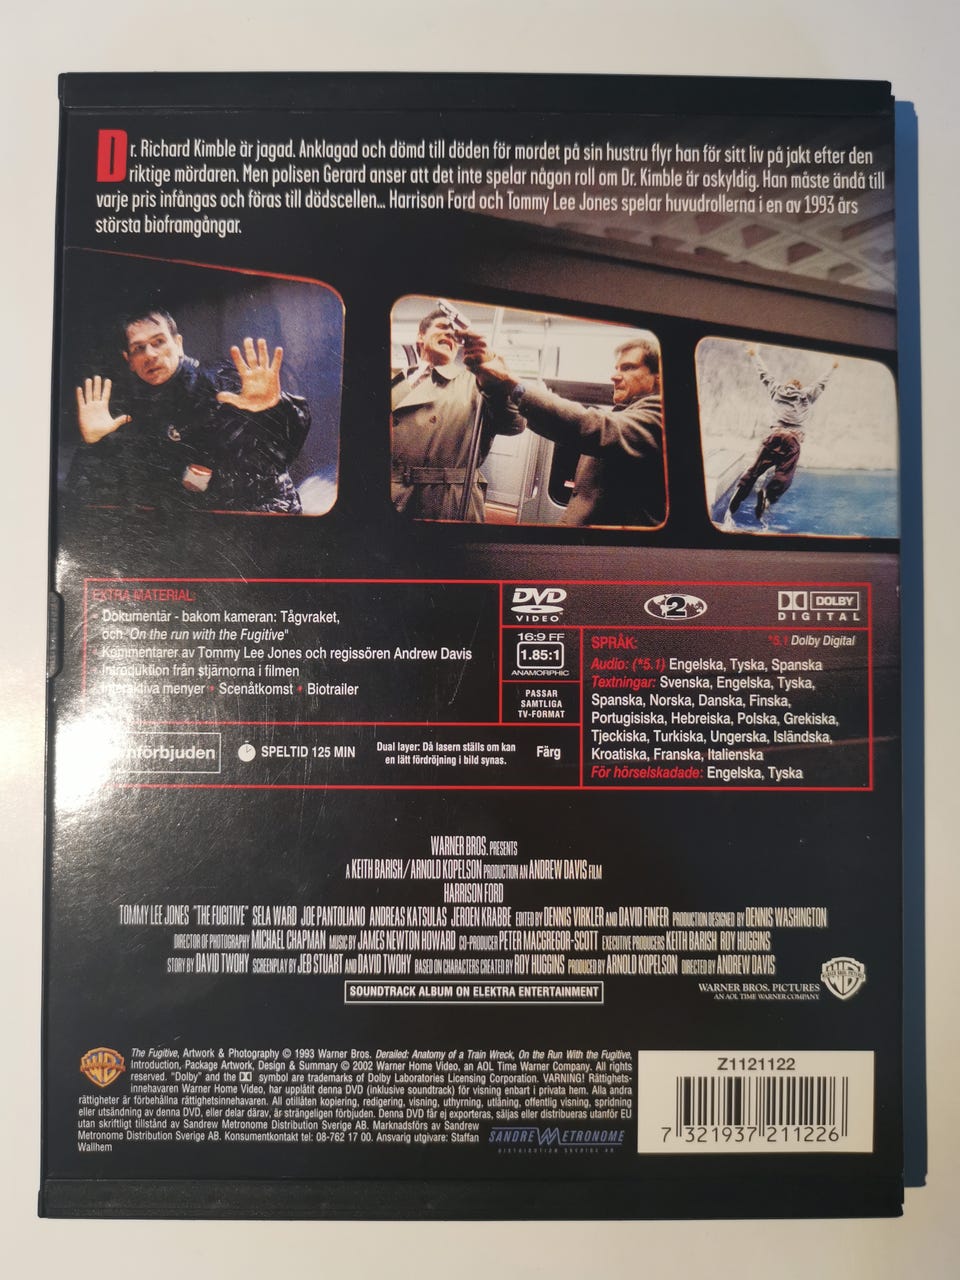 Dr. Richard Kimble är jagad. Anklagad och dömd till döden för mordet på sin hustru flyr han för sitt liv på jakt efter den
riktige mördaren. Men polisen Gerard anser att det inte spelar någon roll om Dr. Kimble är oskyldig. Han måste ändå till
varje pris infångas och föras till dödscellen... Harrison Ford och Tommy Lee Jones spelar huvudrollerna i en av 1993 års
största bioframgångar.
EXTRA MATERIAL:
• Dokumentär - bakom kameran: Tågvraket,
och "On the run with the Fugitive"
• Kommentarer av Tommy Lee Jones och regissören Andrew Davis
• Introduktion från stjärnorna i filmen
• Interaktiva menyer • Scenåtkomst • Biotrailer
DVD
VIDEO
2
DOLBY
DIGITAL
16:9 FF
1.85:1
ANAMORPHIC
PASSAR
SAMTLIGA
TV-FORMAT
SPRÅK: *5.1 Dolby Digital
Audio: (*5.1) Engelska, Tyska, Spanska
Textningar: Svenska, Engelska, Tyska,
Spanska, Norska, Danska, Finska,
Portugisiska, Hebreiska, Polska, Grekiska,
Tjeckiska, Turkiska, Ungerska, Isländska,
Kroatiska, Franska, Italienska
För hörselskadade: Engelska, Tyska
förbjuden
SPELTID 125 MIN
Dual layer: Då lasern ställs om kan
en lätt fördröjning i bild synas.
Färg
WARNER BROS. PRESENTS
A KEITH BARISH/ARNOLD KOPELSON PRODUCTION AN ANDREW DAVIS FILM
HARRISON FORD
TOMMY LEE JONES "THE FUGITIVE" SELA WARD JOE PANTOLIANO ANDREAS KATSULAS JEROEN KRABBE EDITED BY DENNIS VIRKLER AND DAVID FINFER PRODUCTION DESIGNED BY DENNIS WASHINGTON
DIRECTOR OF PHOTOGRAPHY MICHAEL CHAPMAN MUSIC BY JAMES NEWTON HOWARD CO-PRODUCER PETER MACGREGOR-SCOTT EXECUTIVE PRODUCERS KEITH BARISH ROY HUGGINS
STORY BY DAVID TWOHY SCREENPLAY BY JEB STUART AND DAVID TWOHY BASED ON CHARACTERS CREATED BY ROY HUGGINS PRODUCED BY ARNOLD KOPELSON DIRECTED BY ANDREW DAVIS
SOUNDTRACK ALBUM ON ELEKTRA ENTERTAINMENT
WARNER BROS. PICTURES
AN AOL TIME WARNER COMPANY
The Fugitive, Artwork & Photography © 1993 Warner Bros. Derailed: Anatomy of a Train Wreck, On the Run With the Fugitive,
Introduction, Package Artwork, Design & Summary © 2002 Warner Home Video, an AOL Time Warner Company. All rights
reserved. "Dolby" and the symbol are trademarks of Dolby Laboratories Licensing Corporation. VARNING! Rättighets-
innehavaren Warner Home Video, har upplåtit denna DVD (inklusive soundtrack) för visning enbart i privata hem. Alla andra
rättigheter är förbehållna rättighetsinnehavaren. All otillåten kopiering, redigering, visning, uthyrning, utlåning, offentlig visning, spridning
eller utsändning av denna DVD, eller delar därav, är strängeligen förbjuden. Denna DVD får ej exporteras, säljas eller distribueras utanför EU
utan skriftligt tillstånd av Sandrew Metronome Distribution Sverige AB. Marknadsförs av Sandrew
Metronome Distribution Sverige AB. Konsumentkontakt tel: 08-762 17 00. Ansvarig utgivare: Staffan
Wallhem
SANDREW METRONOME
DISTRIBUTION SVERIGE AB
Z1121122
7 321937 211226